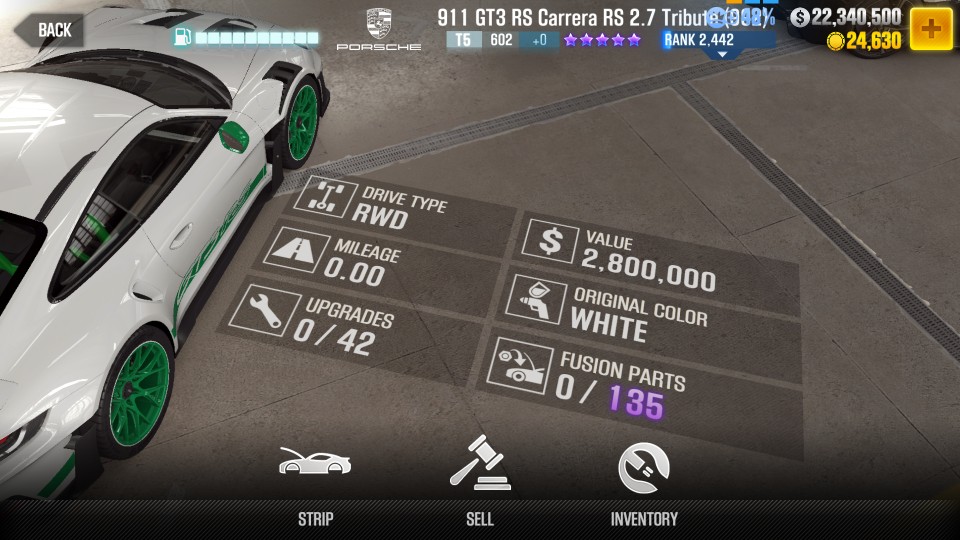 BACK
PORSCHE
911 GT3 RS Carrera RS 2.7 Tribute (992)
T5 602 +0
RANK 2,442
22,340,500
24,630
DRIVE TYPE
RWD
MILEAGE
0.00
UPGRADES
0 / 42
VALUE
2,800,000
ORIGINAL COLOR
WHITE
FUSION PARTS
0 / 135
STRIP
SELL
INVENTORY